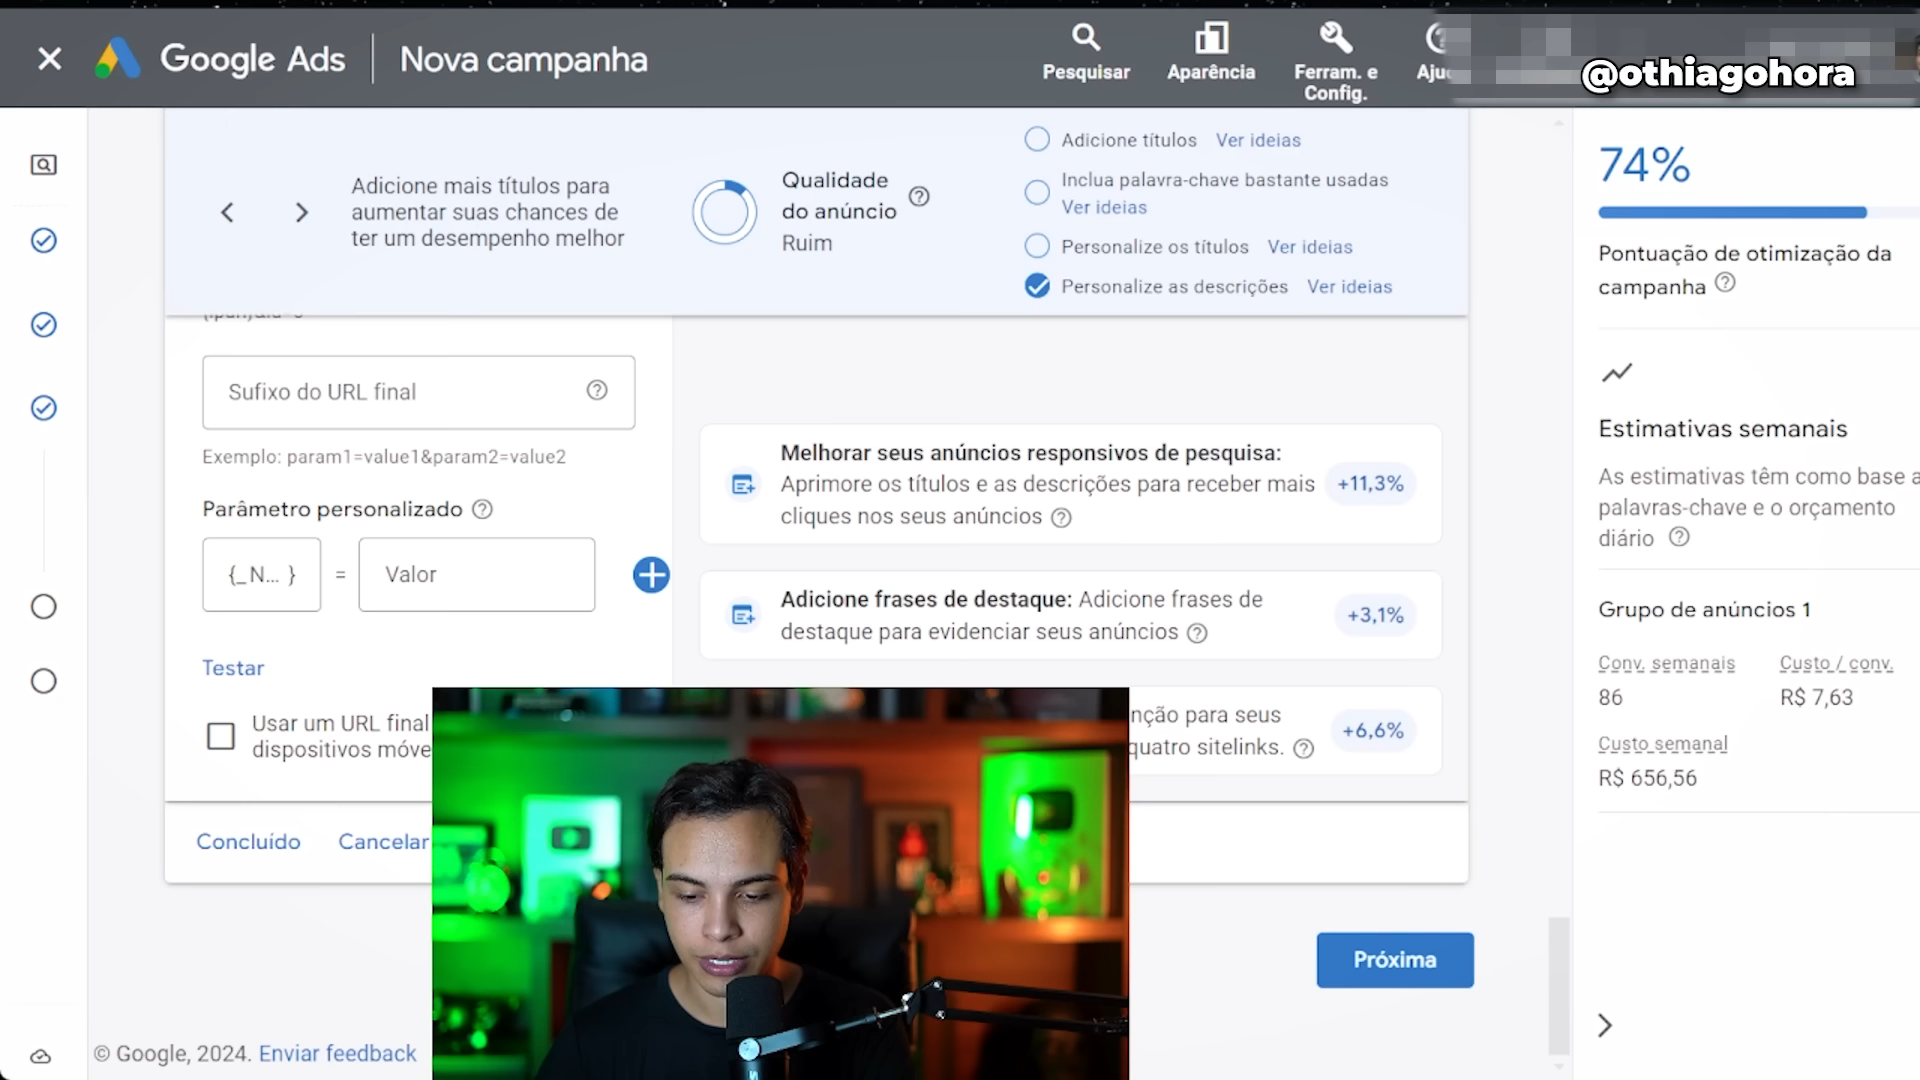 Google Ads
Nova campanha
Pesquisar
Aparência
Ferram. e
Config.
@othiagohora
Adicione mais títulos para
aumentar suas chances de
ter um desempenho melhor
Qualidade
do anúncio
Ruim
Adicione títulos Ver ideias
Inclua palavra-chave bastante usadas
Ver ideias
Personalize os títulos Ver ideias
Personalize as descrições Ver ideias
74%
Pontuação de otimização da
campanha
Sufixo do URL final
Exemplo: param1=value1&param2=value2
Parâmetro personalizado
{_N... } = Valor
Testar
Usar um URL final
dispositivos móve
Concluído Cancelar
Melhorar seus anúncios responsivos de pesquisa:
Aprimore os títulos e as descrições para receber mais
cliques nos seus anúncios
+11,3%
Adicione frases de destaque: Adicione frases de
destaque para evidenciar seus anúncios
+3,1%
nção para seus
quatro sitelinks.
+6,6%
Próxima
Estimativas semanais
As estimativas têm como base a
palavras-chave e o orçamento
diário
Grupo de anúncios 1
Conv. semanais Custo / conv.
86 R$ 7,63
Custo semanal
R$ 656,56
© Google, 2024. Enviar feedback